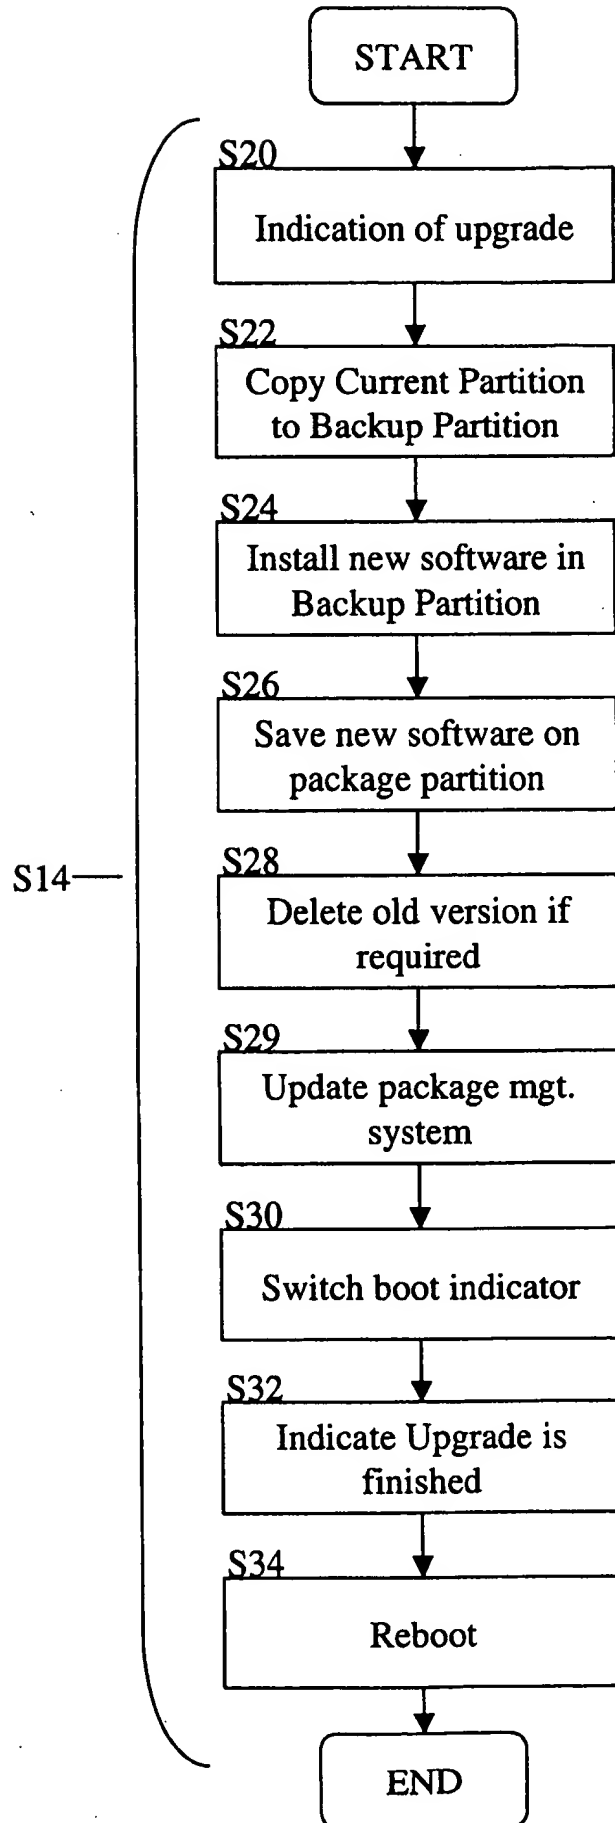 START
S20
Indication of upgrade
S22
Copy Current Partition
to Backup Partition
S24
Install new software in
Backup Partition
S26
Save new software on
package partition
S14
S28
Delete old version if
required
S29
Update package mgt.
system
S30
Switch boot indicator
S32
Indicate Upgrade is
finished
S34
Reboot
END